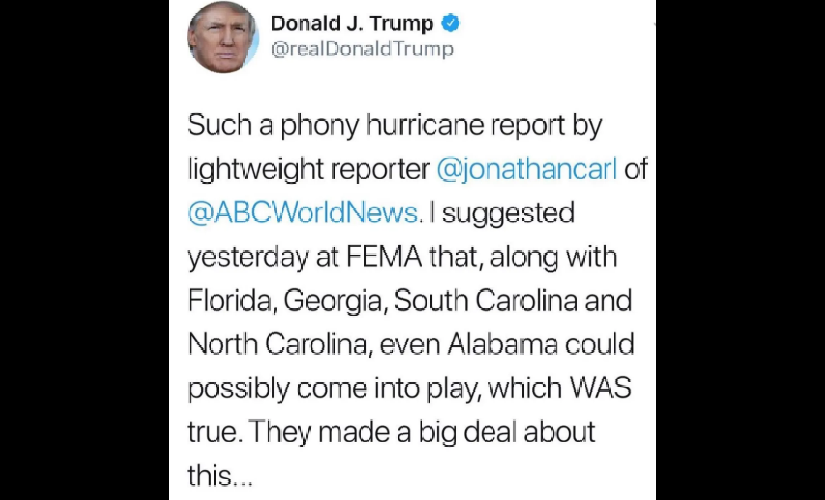 Donald J. Trump
@realDonaldTrump
Such a phony hurricane report by
lightweight reporter @jonathancarl of
@ABCWorldNews. I suggested
yesterday at FEMA that, along with
Florida, Georgia, South Carolina and
North Carolina, even Alabama could
possibly come into play, which WAS
true. They made a big deal about
this...